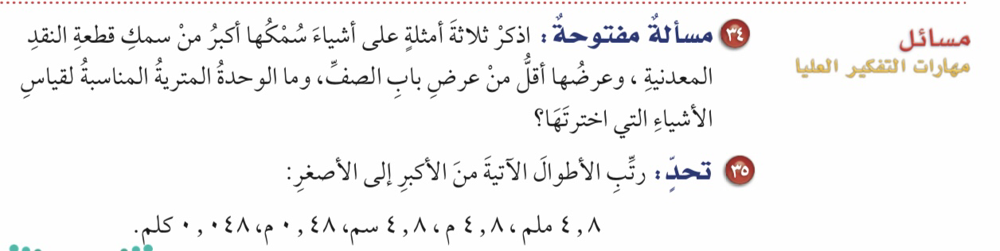 مسائل
مهارات التفكير العليا
٣٤ مسألةٌ مفتوحةٌ: اذكرْ ثلاثةَ أمثلةٍ على أشياءَ سُمْكُها أكبرُ منْ سمكِ قطعةِ النقدِ
المعدنيةِ ، وعرضُها أقلُّ منْ عرضِ بابِ الصفِّ، وما الوحدةُ المتريةُ المناسبةُ لقياسِ
الأشياءِ التي اخترتَهَا؟
٣٥ تحدٍّ: رتِّبِ الأطوالَ الآتيةَ منَ الأكبرِ إلى الأصغرِ:
٤,٨ ملم، ٤,٨ م، ٤,٨ سم، ٠,٤٨ م، ٠,٠٤٨ كلم.